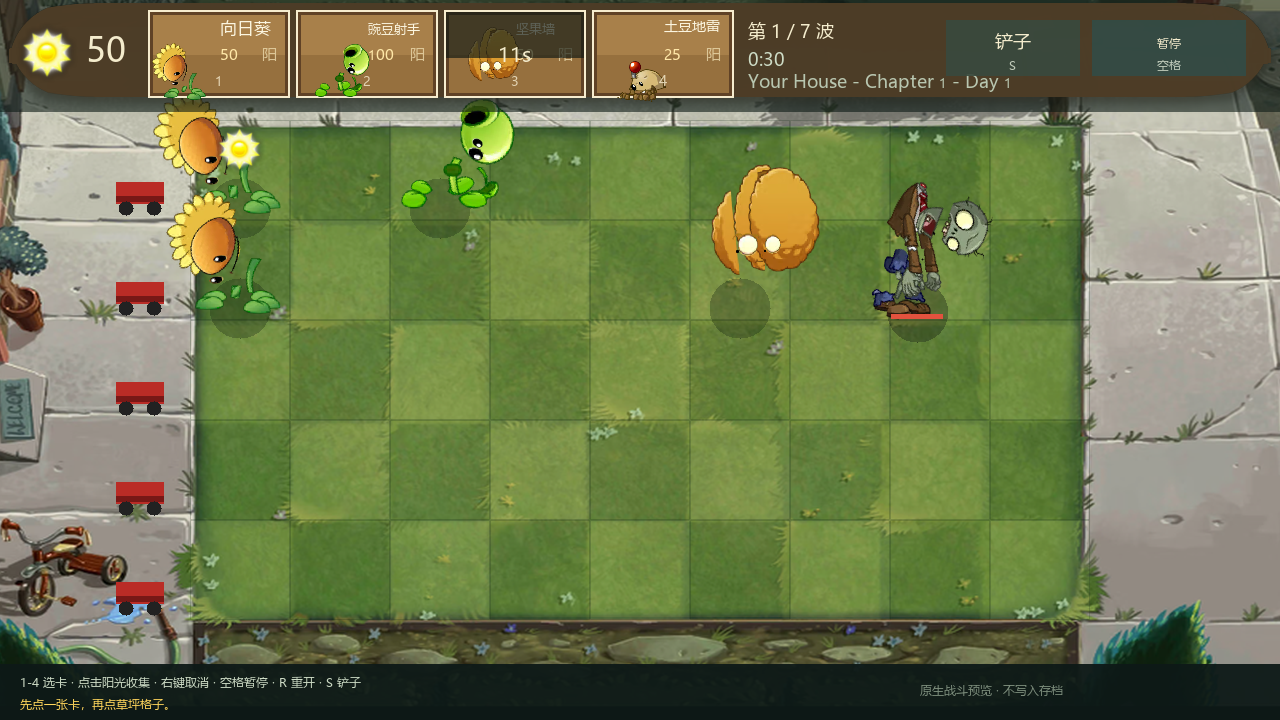 50
向日葵
50 阳
1
豌豆射手
100 阳
2
坚果墙
11s
阳
3
土豆地雷
25 阳
4
第 1 / 7 波
0:30
Your House - Chapter 1 - Day 1
铲子
S
暂停
空格
WELCOME
1-4 选卡 · 点击阳光收集 · 右键取消 · 空格暂停 · R 重开 · S 铲子
先点一张卡，再点草坪格子。
原生战斗预览 · 不写入存档